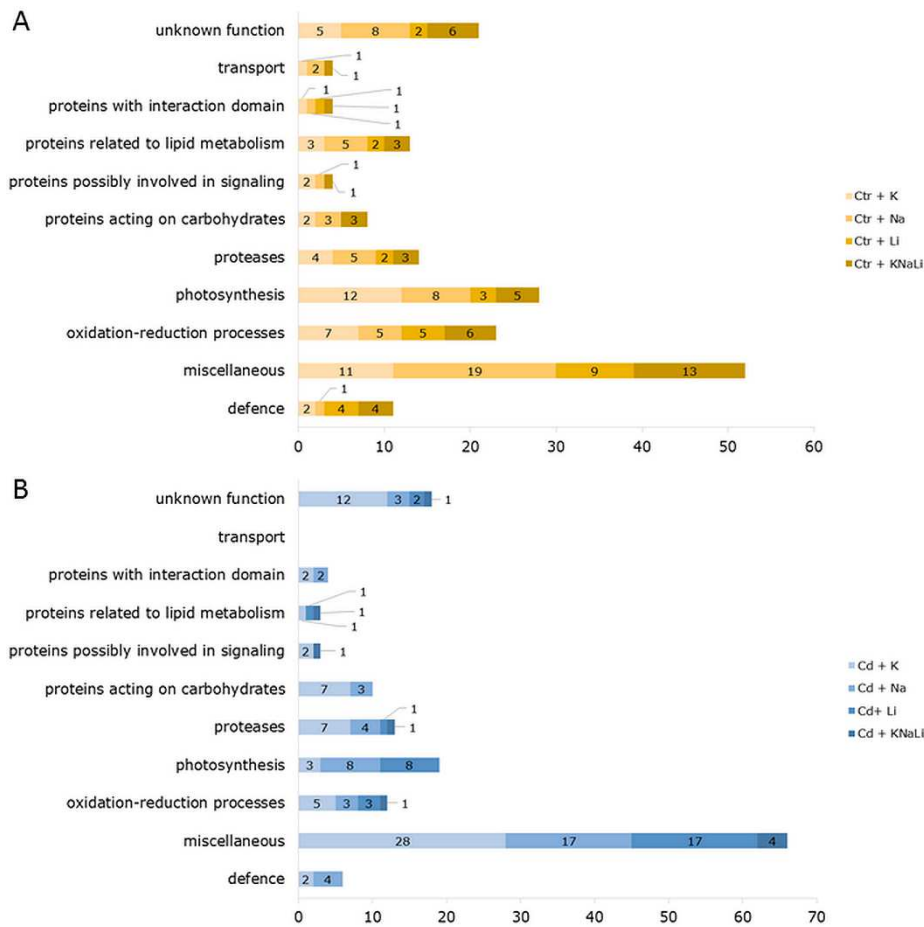 A
unknown function 5 8 2 6
1
transport 2
1
1 1
proteins with interaction domain 1
1
proteins related to lipid metabolism 3 5 2 3
1
proteins possibly involved in signaling 2
1
proteins acting on carbohydrates 2 3 3
proteases 4 5 2 3
photosynthesis 12 8 3 5
oxidation-reduction processes 7 5 5 6
miscellaneous 11 19 9 13
1
defence 2 4 4
0 10 20 30 40 50 60
Ctr + K
Ctr + Na
Ctr + Li
Ctr + KNaLi
B
unknown function 12 3 2 1
transport
proteins with interaction domain 2 2
1
proteins related to lipid metabolism 1
1
proteins possibly involved in signaling 2 1
proteins acting on carbohydrates 7 3
1
proteases 7 4 1
photosynthesis 3 8 8
oxidation-reduction processes 5 3 3 1
miscellaneous 28 17 17 4
defence 2 4
0 10 20 30 40 50 60 70
Cd + K
Cd + Na
Cd+ Li
Cd + KNaLi